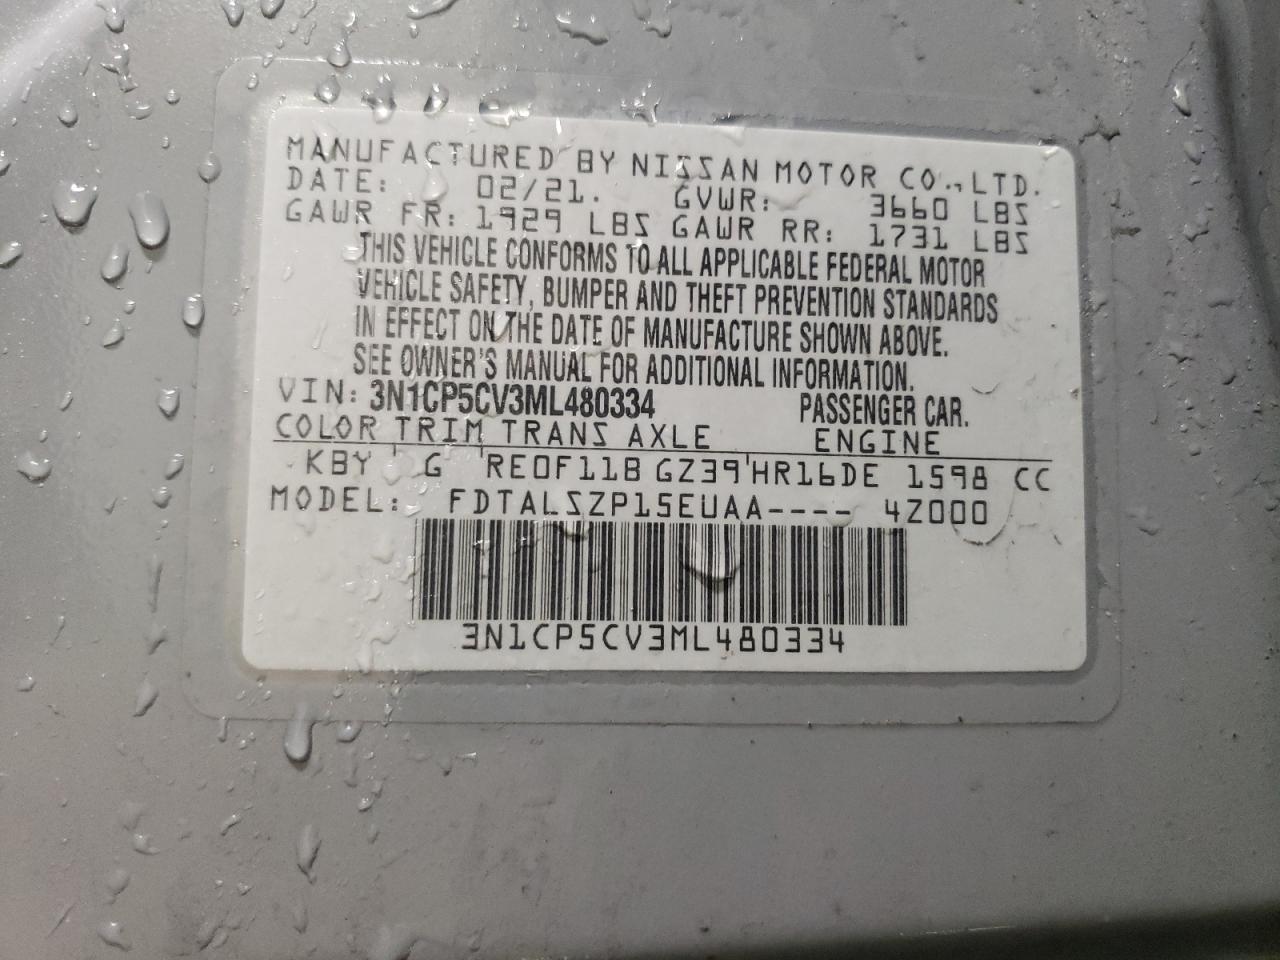 MANUFACTURED BY NISSAN MOTOR CO., LTD.
DATE: 02/21. GVWR: 3660 LBS
GAWR FR: 1929 LBS GAWR RR: 1731 LBS
THIS VEHICLE CONFORMS TO ALL APPLICABLE FEDERAL MOTOR
VEHICLE SAFETY, BUMPER AND THEFT PREVENTION STANDARDS
IN EFFECT ON THE DATE OF MANUFACTURE SHOWN ABOVE.
SEE OWNER'S MANUAL FOR ADDITIONAL INFORMATION.
VIN: 3N1CP5CV3ML480334 PASSENGER CAR.
COLOR TRIM TRANS AXLE ENGINE
KBY G RE0F11B GZ39 HR16DE 1598 CC
MODEL: FDTALSZP15EUAA---- 4Z000
3N1CP5CV3ML480334